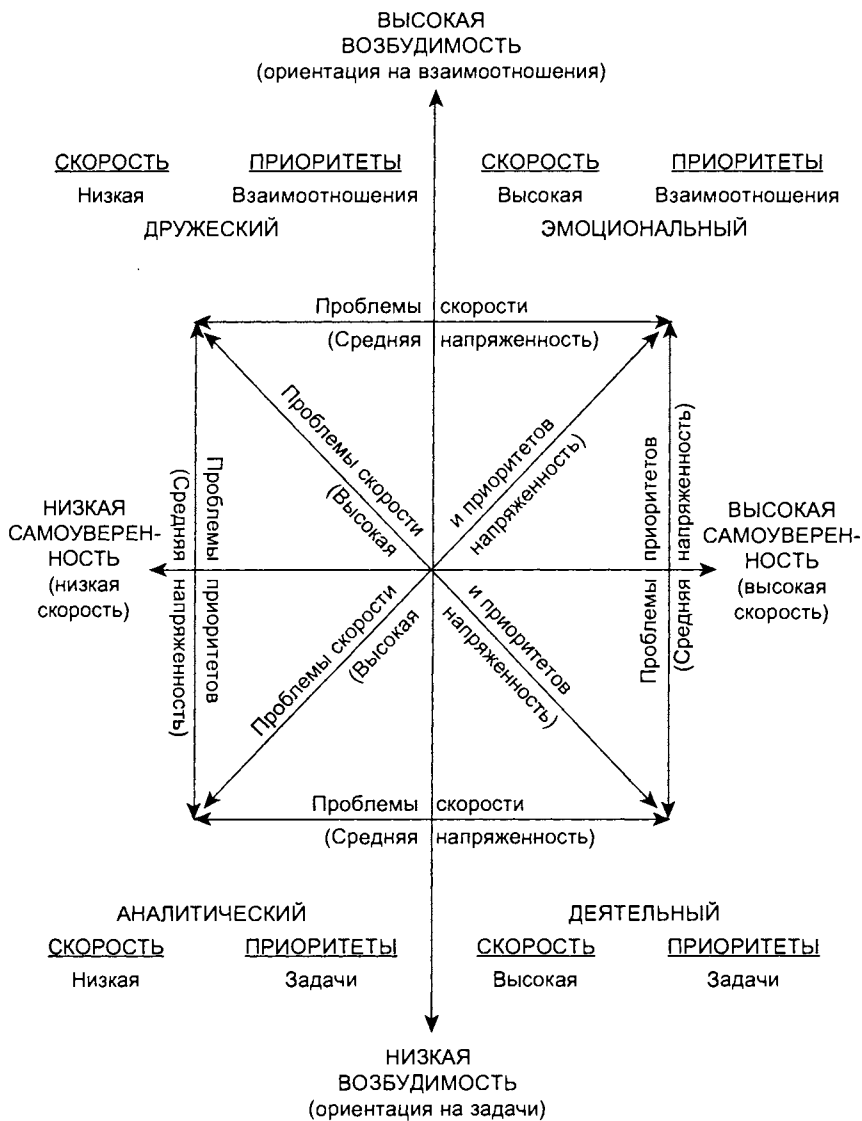 ВЫСОКАЯ
ВОЗБУДИМОСТЬ
(ориентация на взаимоотношения)
СКОРОСТЬ ПРИОРИТЕТЫ СКОРОСТЬ ПРИОРИТЕТЫ
Низкая Взаимоотношения Высокая Взаимоотношения
ДРУЖЕСКИЙ ЭМОЦИОНАЛЬНЫЙ
Проблемы скорости
(Средняя напряженность)
Проблемы скорости и приоритетов
(Высокая напряженность)
Проблемы приоритетов
(Средняя напряженность)
НИЗКАЯ
САМОУВЕРЕН-
НОСТЬ
(низкая
скорость)
Проблемы приоритетов
(Средняя напряженность)
ВЫСОКАЯ
САМОУВЕРЕН-
НОСТЬ
(высокая
скорость)
Проблемы скорости и приоритетов
(Высокая напряженность)
Проблемы скорости
(Средняя напряженность)
АНАЛИТИЧЕСКИЙ ДЕЯТЕЛЬНЫЙ
СКОРОСТЬ ПРИОРИТЕТЫ СКОРОСТЬ ПРИОРИТЕТЫ
Низкая Задачи Высокая Задачи
НИЗКАЯ
ВОЗБУДИМОСТЬ
(ориентация на задачи)